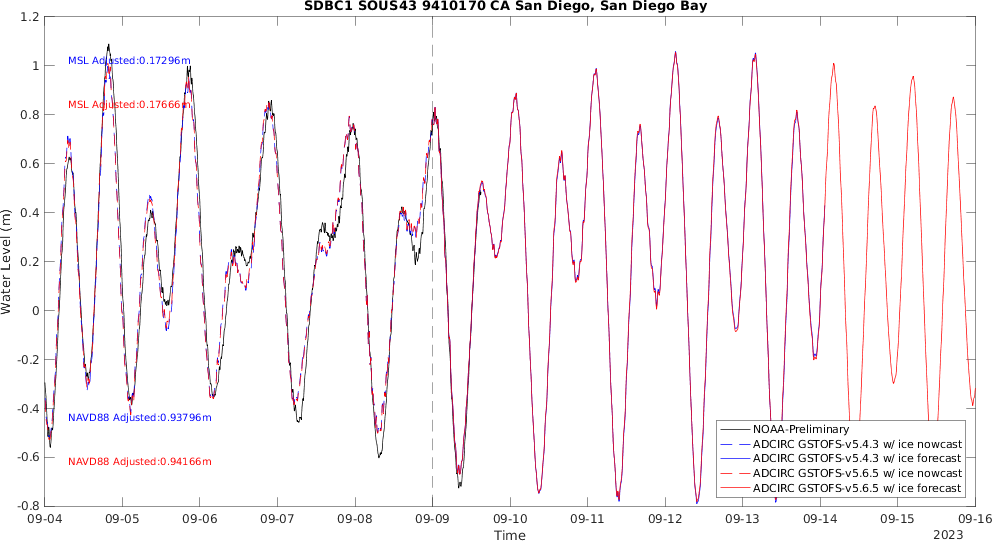 SDBC1 SOUS43 9410170 CA San Diego, San Diego Bay
1.2
1
0.8
0.6
0.4
0.2
0
-0.2
-0.4
-0.6
-0.8
Water Level (m)
MSL Adjusted:0.17296m
MSL Adjusted:0.17666m
NAVD88 Adjusted:0.93796m
NAVD88 Adjusted:0.94166m
NOAA-Preliminary
ADCIRC GSTOFS-v5.4.3 w/ ice nowcast
ADCIRC GSTOFS-v5.4.3 w/ ice forecast
ADCIRC GSTOFS-v5.6.5 w/ ice nowcast
ADCIRC GSTOFS-v5.6.5 w/ ice forecast
09-04 09-05 09-06 09-07 09-08 09-09 09-10 09-11 09-12 09-13 09-14 09-15 09-16
Time
2023